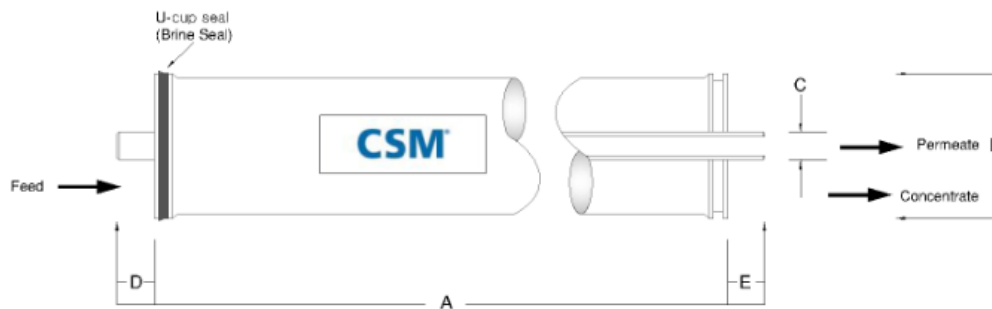 U-cup seal
(Brine Seal)
CSM®
C
Feed
Permeate
Concentrate
D
A
E